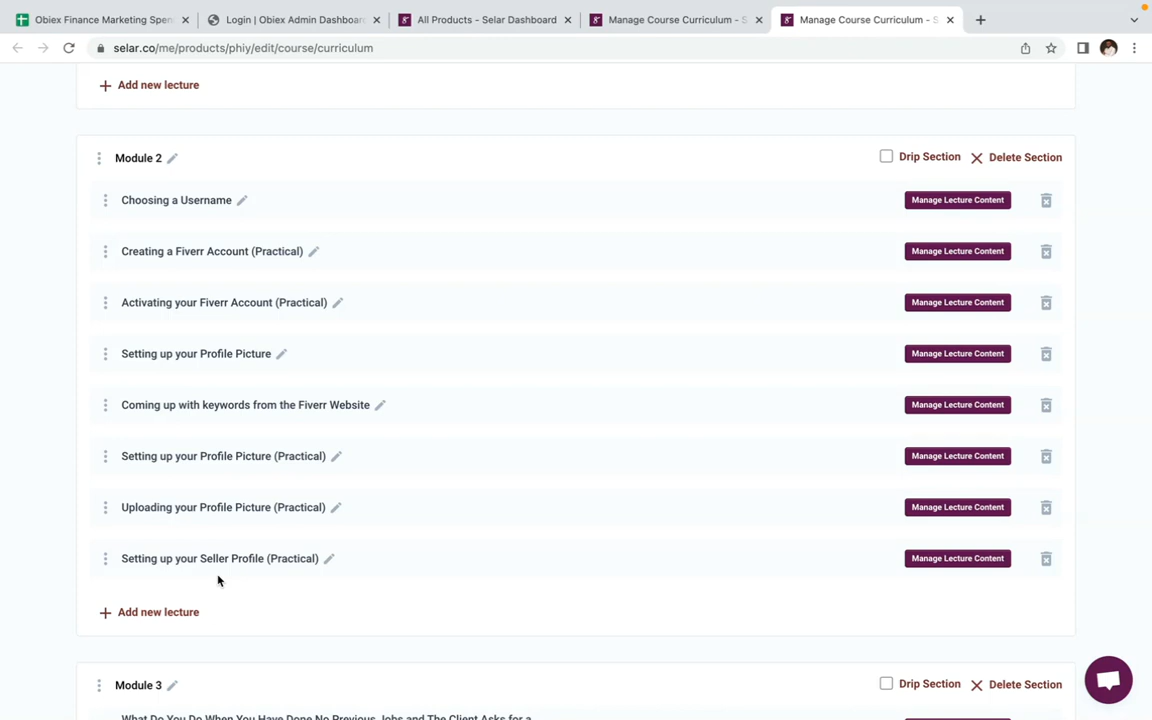 Obiex Finance Marketing Spen
Login | Obiex Admin Dashboar
All Products - Selar Dashboard
Manage Course Curriculum - S
Manage Course Curriculum - S
selar.co/me/products/phiy/edit/course/curriculum
Add new lecture
Module 2
Drip Section
Delete Section
Choosing a Username
Manage Lecture Content
Creating a Fiverr Account (Practical)
Manage Lecture Content
Activating your Fiverr Account (Practical)
Manage Lecture Content
Setting up your Profile Picture
Manage Lecture Content
Coming up with keywords from the Fiverr Website
Manage Lecture Content
Setting up your Profile Picture (Practical)
Manage Lecture Content
Uploading your Profile Picture (Practical)
Manage Lecture Content
Setting up your Seller Profile (Practical)
Manage Lecture Content
Add new lecture
Module 3
Drip Section
Delete Section
What Do You Do When You Have Done No Previous Jobs and The Client Asks for a